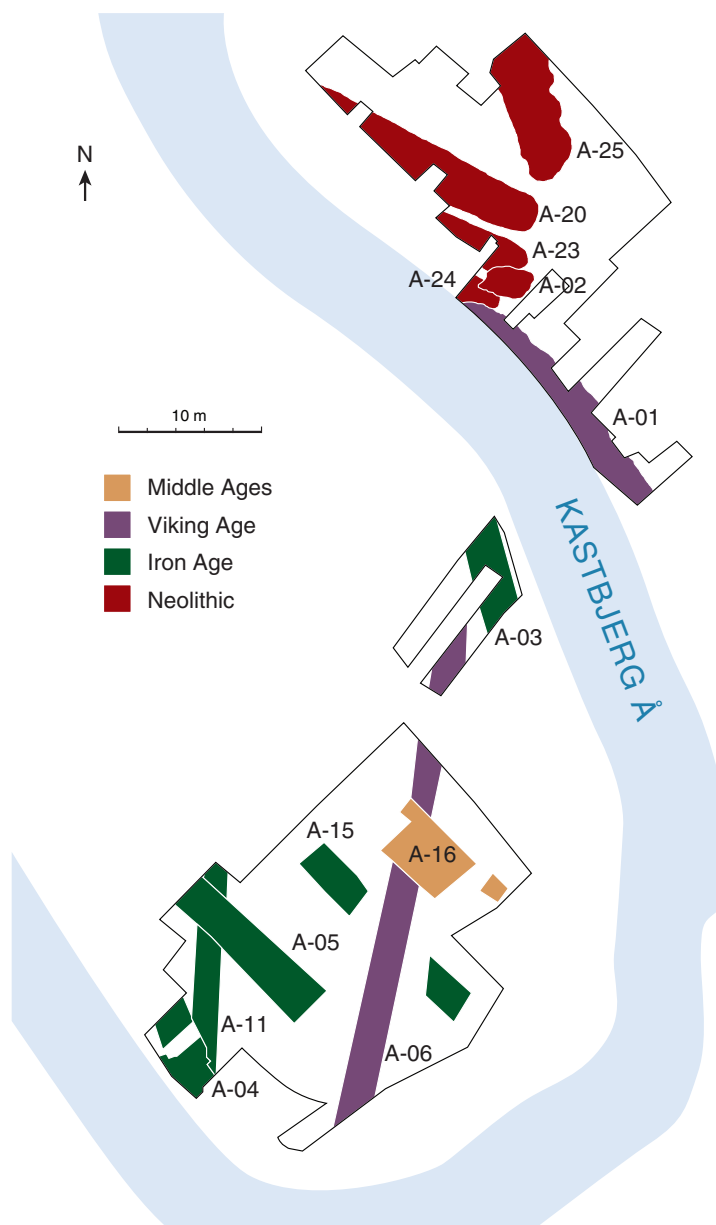 N
A-25
A-20
A-23
A-24
A-02
10 m
A-01
Middle Ages
Viking Age
Iron Age
Neolithic
KASTBJERG Å
A-03
A-15
A-16
A-05
A-11
A-06
A-04